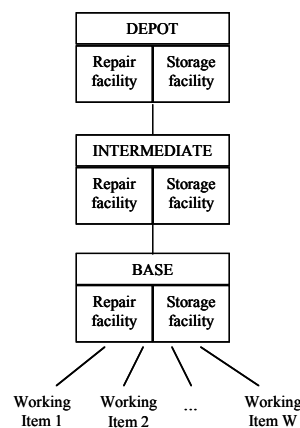 DEPOT
Repair Storage
facility facility
INTERMEDIATE
Repair Storage
facility facility
BASE
Repair Storage
facility facility
Working Working ... Working
Item 1 Item 2 Item W